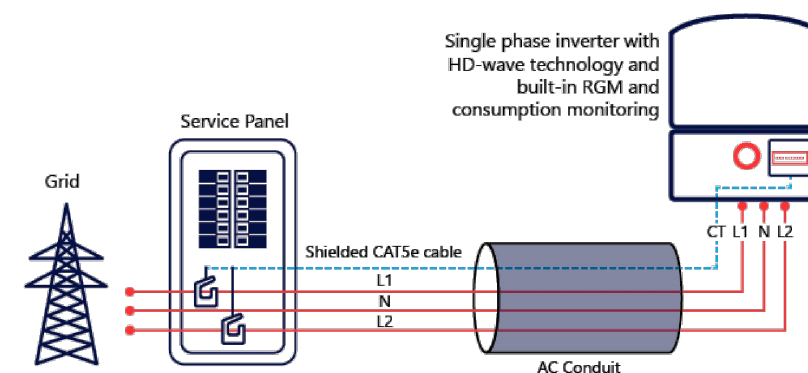 Single phase inverter with
HD-wave technology and
built-in RGM and
consumption monitoring
Service Panel
Grid
CT L1 N L2
Shielded CAT5e cable
L1
N
L2
AC Conduit